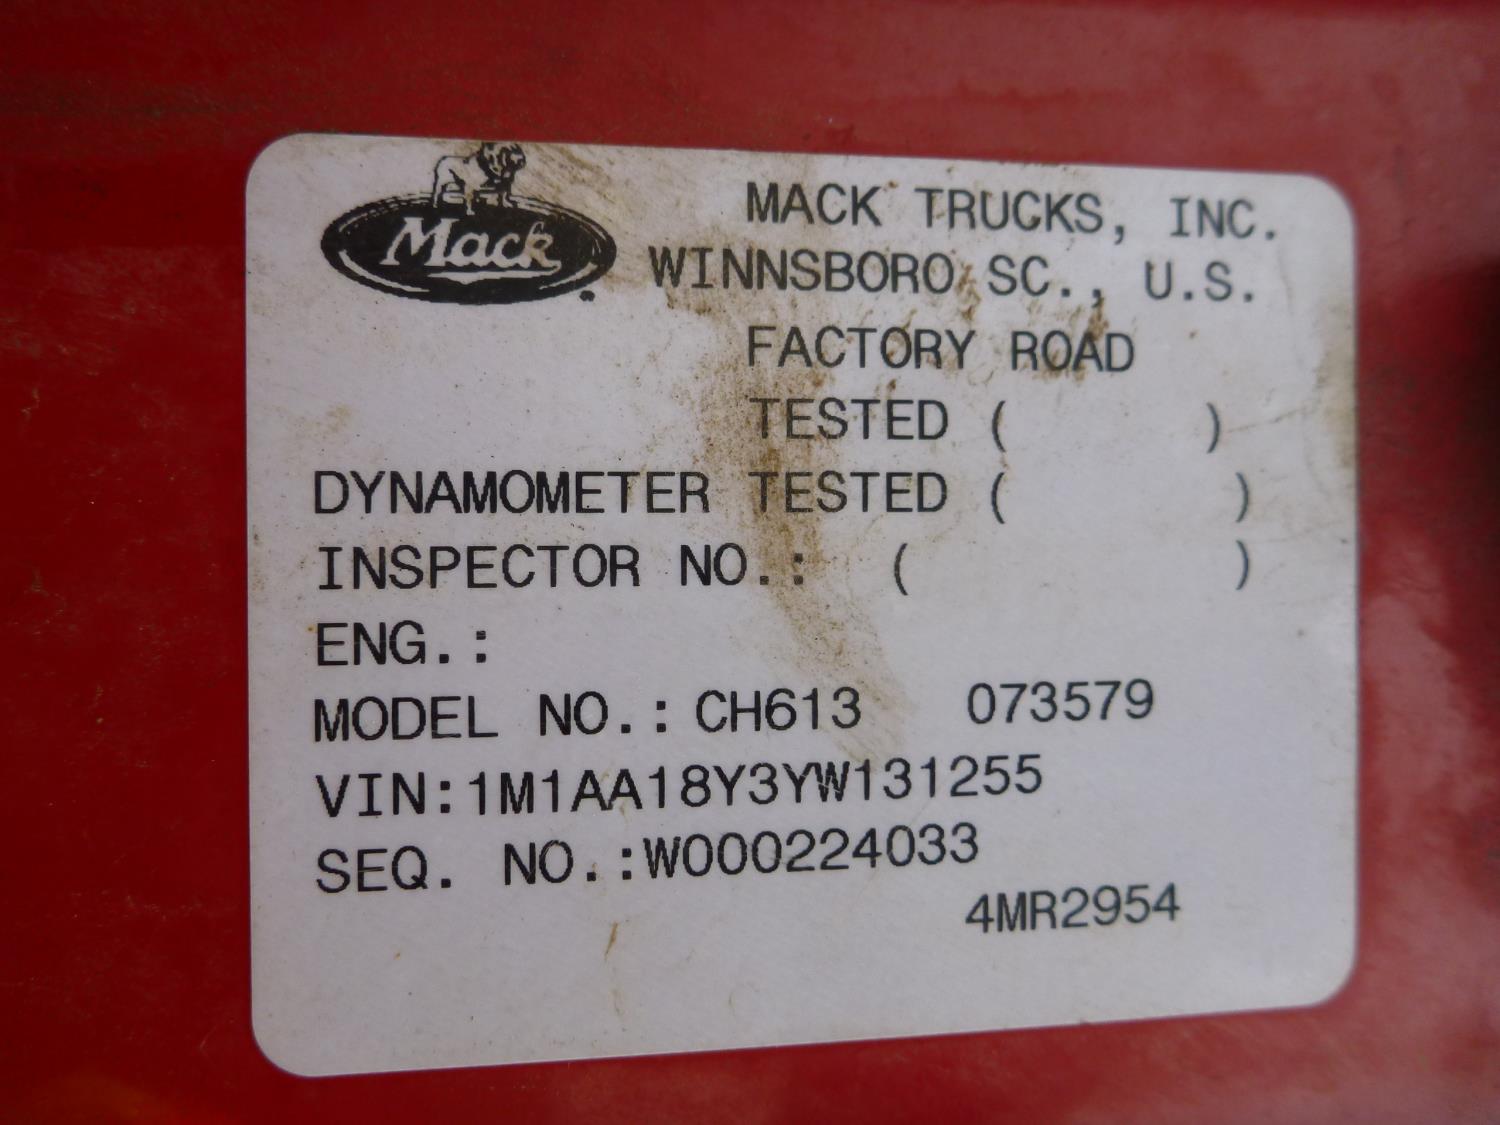 Mack
MACK TRUCKS, INC.
WINNSBORO SC., U.S.
FACTORY ROAD
TESTED ( )
DYNAMOMETER TESTED ( )
INSPECTOR NO.: ( )
ENG.:
MODEL NO.: CH613 073579
VIN:1M1AA18Y3YW131255
SEQ. NO.:W000224033
4MR2954